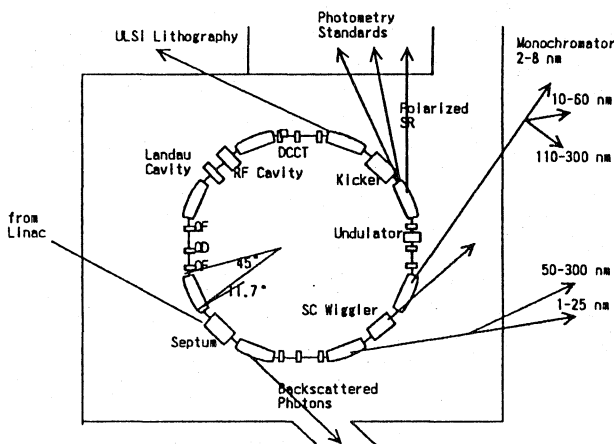 ULSI Lithography
Photometry
Standards
Monochromator
2-8 nm
10-60 nm
110-300 nm
Polarized
SR
DCCT
Landau
Cavity
RF Cavity
Kicker
from
Linac
QF
QD
QF
Undulator
45°
11.7°
50-300 nm
1-25 nm
SC Wiggler
Septum
Backscattered
Photons